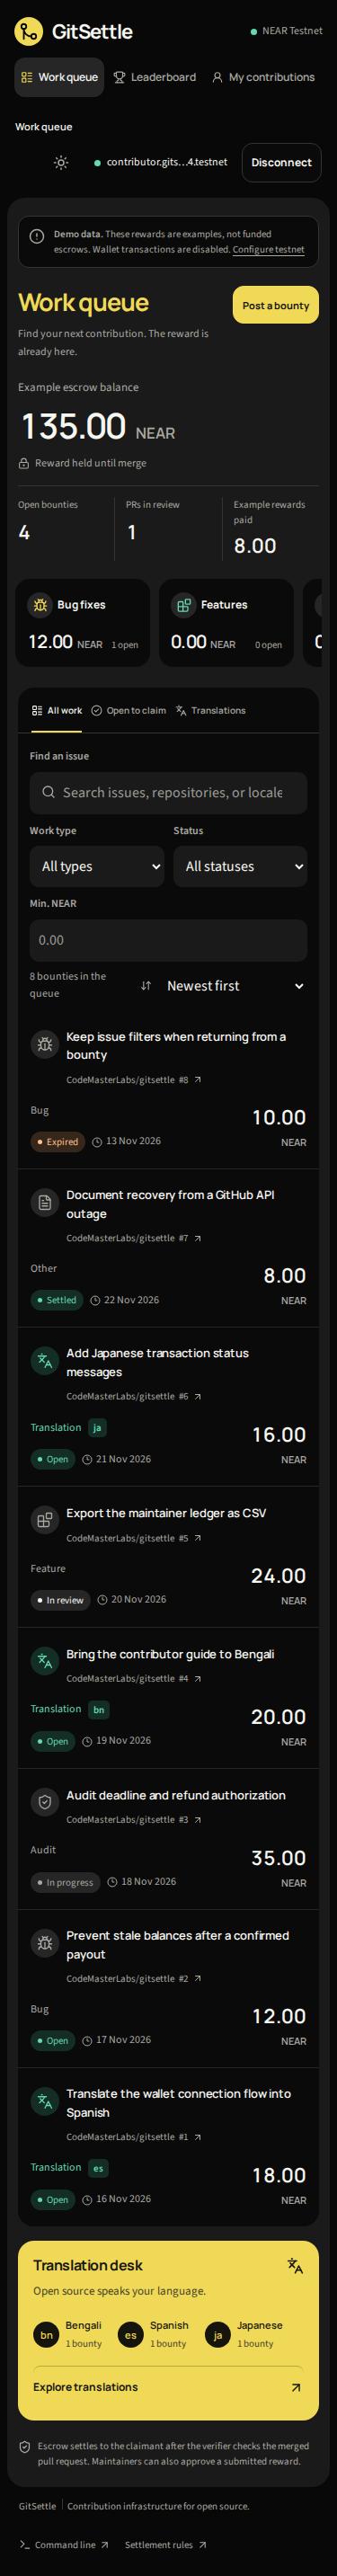 GitSettle
NEAR Testnet
Work queue
Leaderboard
My contributions
Work queue
contributor.gits…4.testnet
Disconnect
Demo data. These rewards are examples, not funded
escrows. Wallet transactions are disabled. Configure testnet
Work queue
Post a bounty
Find your next contribution. The reward is
already here.
Example escrow balance
135.00 NEAR
Reward held until merge
Open bounties
4
PRs in review
1
Example rewards
paid
8.00
Bug fixes
12.00 NEAR 1 open
Features
0.00 NEAR 0 open
All work
Open to claim
Translations
Find an issue
Search issues, repositories, or locale
Work type
Status
All types
All statuses
Min. NEAR
0.00
8 bounties in the
queue
Newest first
Keep issue filters when returning from a
bounty
CodeMasterLabs/gitsettle #8
Bug
10.00
NEAR
Expired
13 Nov 2026
Document recovery from a GitHub API
outage
CodeMasterLabs/gitsettle #7
Other
8.00
NEAR
Settled
22 Nov 2026
Add Japanese transaction status
messages
CodeMasterLabs/gitsettle #6
Translation ja
16.00
NEAR
Open
21 Nov 2026
Export the maintainer ledger as CSV
CodeMasterLabs/gitsettle #5
Feature
24.00
NEAR
In review
20 Nov 2026
Bring the contributor guide to Bengali
CodeMasterLabs/gitsettle #4
Translation bn
20.00
NEAR
Open
19 Nov 2026
Audit deadline and refund authorization
CodeMasterLabs/gitsettle #3
Audit
35.00
NEAR
In progress
18 Nov 2026
Prevent stale balances after a confirmed
payout
CodeMasterLabs/gitsettle #2
Bug
12.00
NEAR
Open
17 Nov 2026
Translate the wallet connection flow into
Spanish
CodeMasterLabs/gitsettle #1
Translation es
18.00
NEAR
Open
16 Nov 2026
Translation desk
Open source speaks your language.
bn
Bengali
1 bounty
es
Spanish
1 bounty
ja
Japanese
1 bounty
Explore translations
Escrow settles to the claimant after the verifier checks the merged
pull request. Maintainers can also approve a submitted reward.
GitSettle
Contribution infrastructure for open source.
Command line
Settlement rules